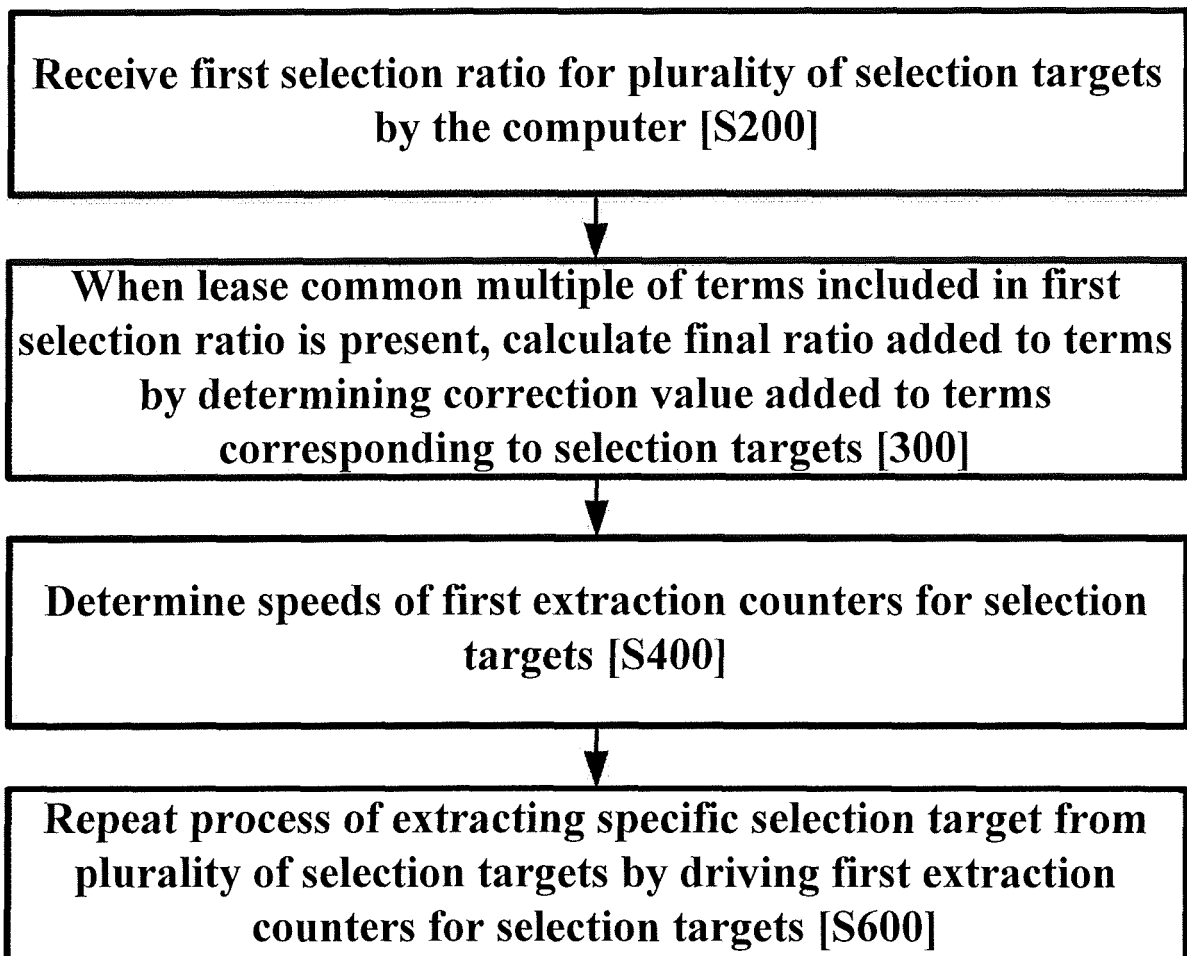 Receive first selection ratio for plurality of selection targets
by the computer [S200]
When lease common multiple of terms included in first
selection ratio is present, calculate final ratio added to terms
by determining correction value added to terms
corresponding to selection targets [300]
Determine speeds of first extraction counters for selection
targets [S400]
Repeat process of extracting specific selection target from
plurality of selection targets by driving first extraction
counters for selection targets [S600]